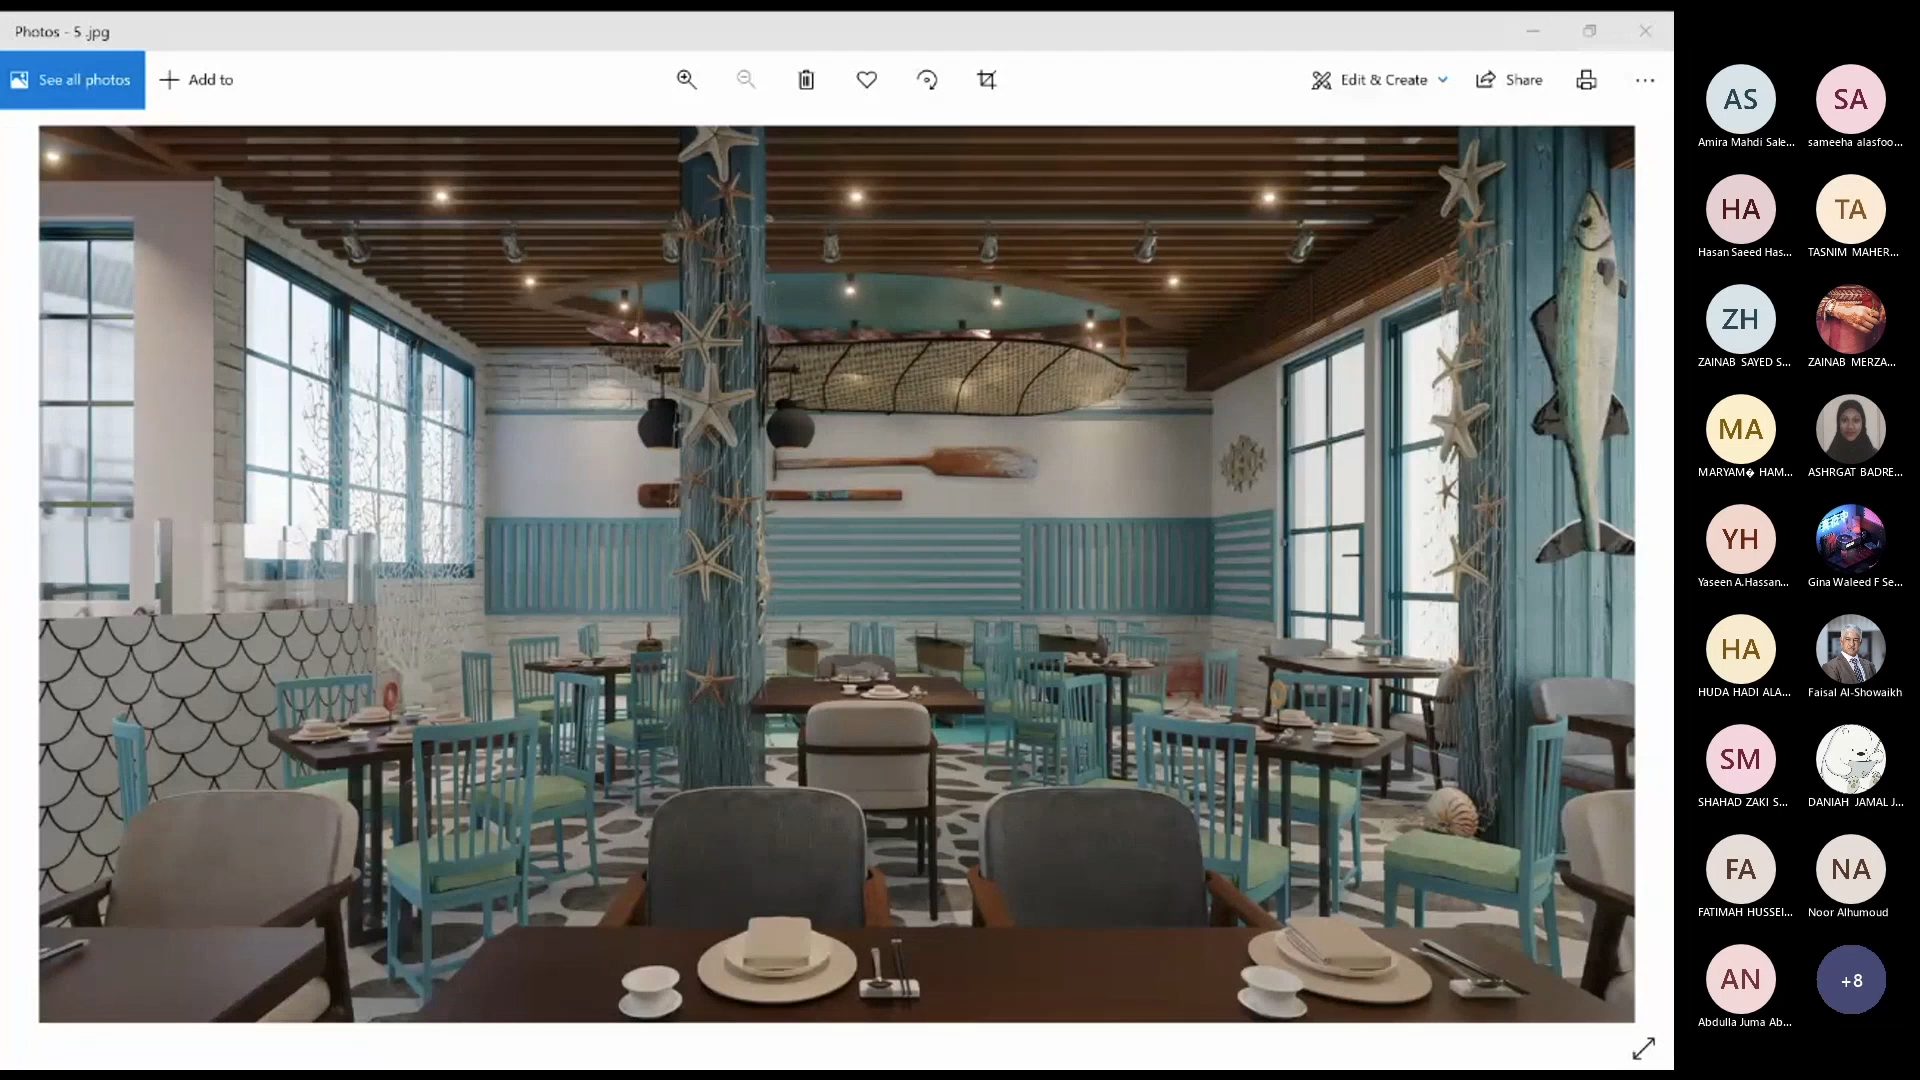 Photos - 5 .jpg
See all photos
Add to
Edit & Create
Share
AS
SA
Amira Mahdi Sale...
sameeha alasfoo...
HA
TA
Hasan Saeed Has...
TASNIM MAHER...
ZH
ZAINAB SAYED S...
ZAINAB MERZA...
MA
MARYAM� HAM...
ASHRGAT BADRE...
YH
Yaseen A.Hassan...
Gina Waleed F Se...
HA
HUDA HADI ALA...
Faisal Al-Showaikh
SM
SHAHAD ZAKI S...
DANIAH JAMAL J...
FA
NA
FATIMAH HUSSEI...
Noor Alhumoud
AN
+8
Abdulla Juma Ab...